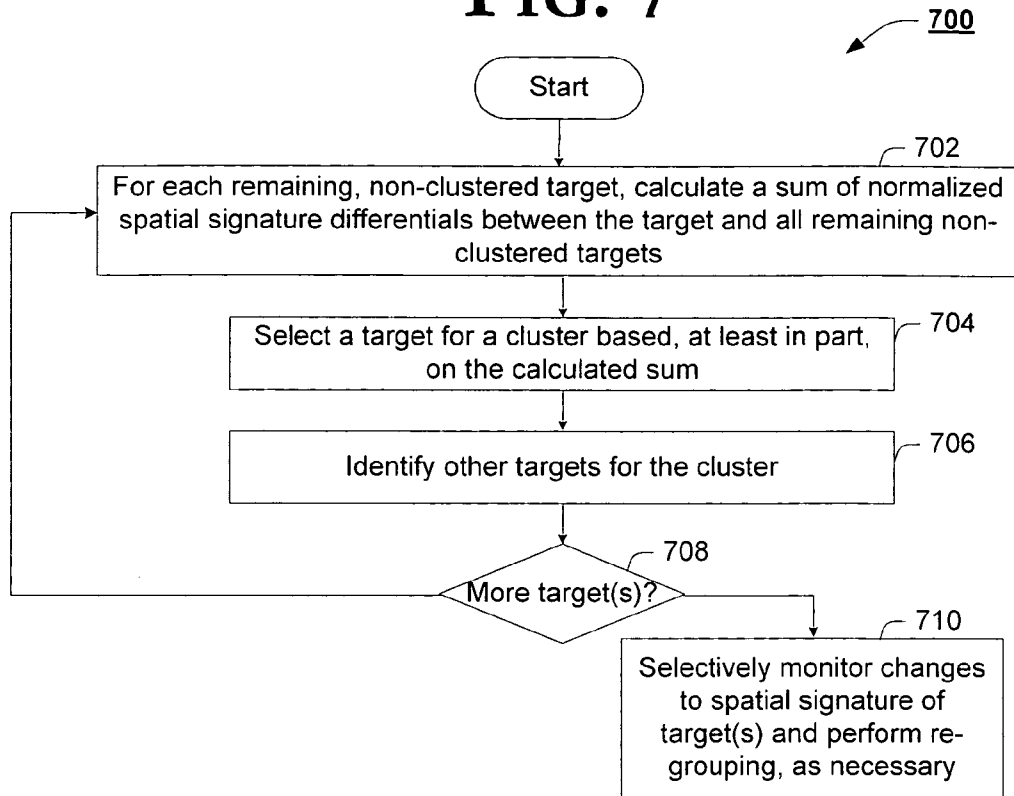 FIG. 7
700
Start
702
For each remaining, non-clustered target, calculate a sum of normalized
spatial signature differentials between the target and all remaining non-
clustered targets
704
Select a target for a cluster based, at least in part,
on the calculated sum
706
Identify other targets for the cluster
708
More target(s)?
710
Selectively monitor changes
to spatial signature of
target(s) and perform re-
grouping, as necessary